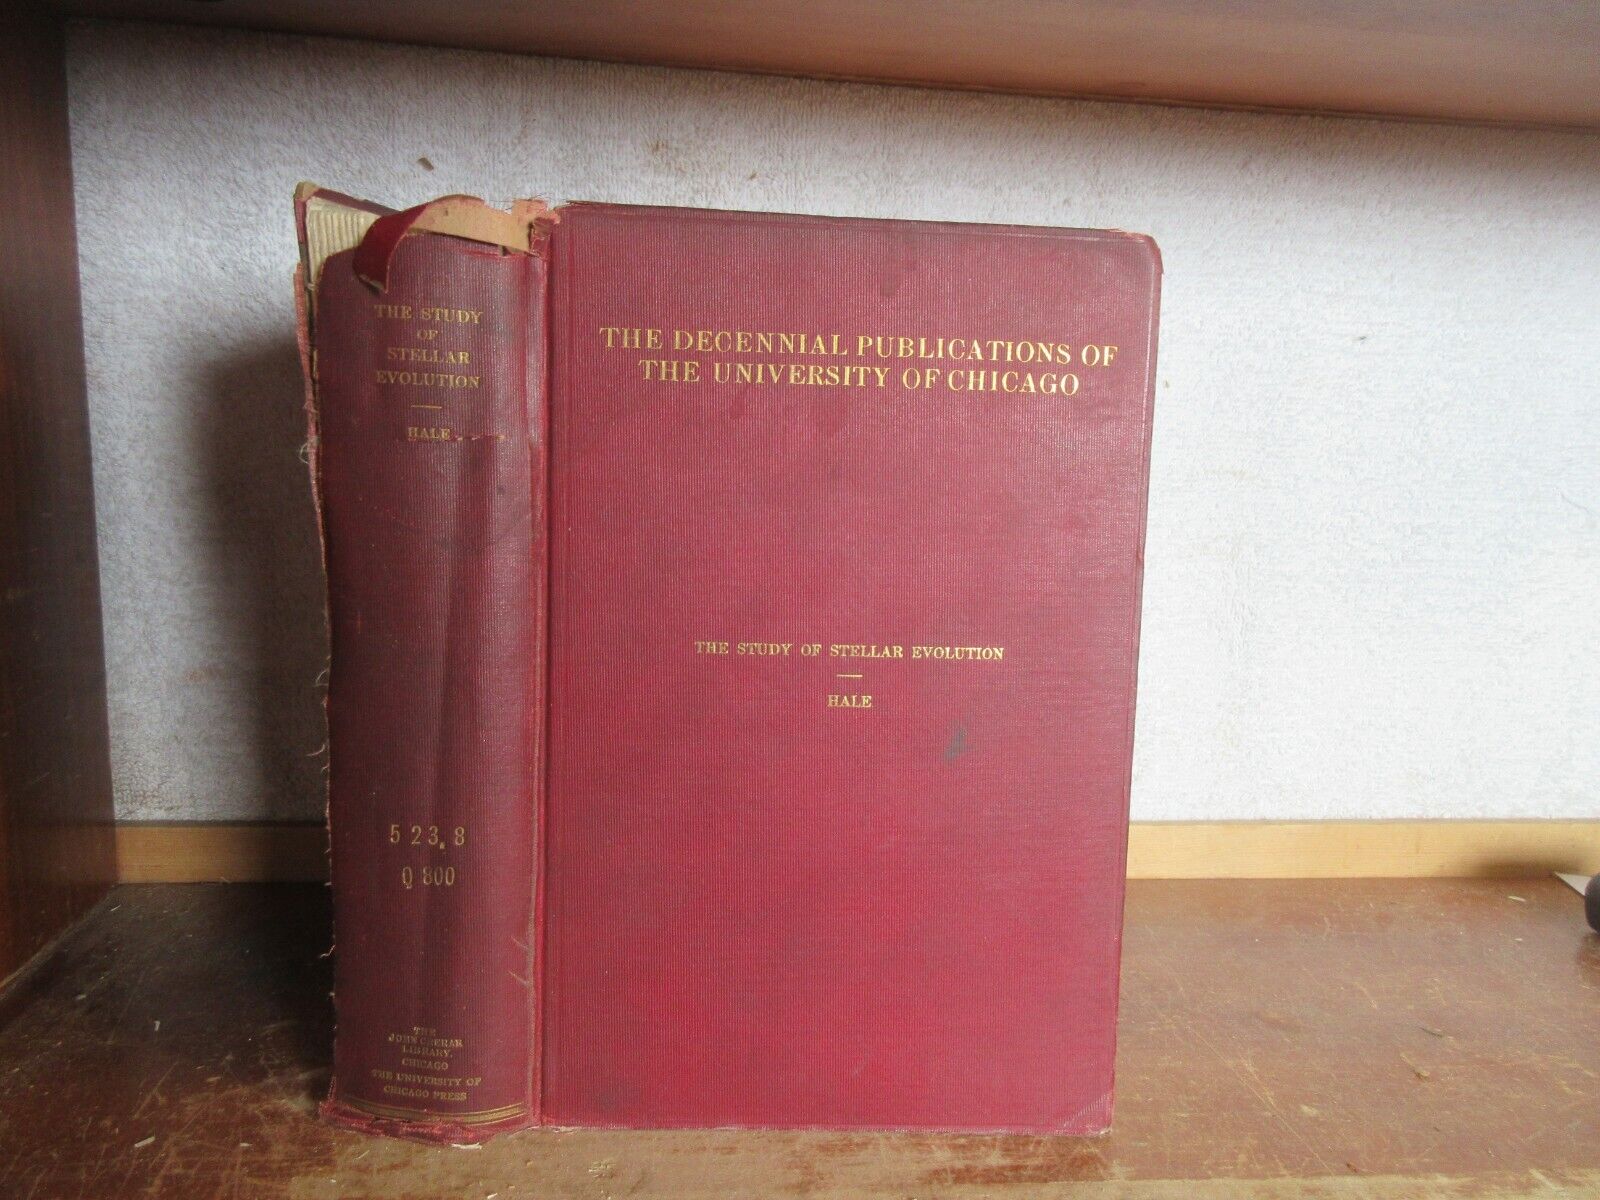 THE STUDY
OF
STELLAR
EVOLUTION
HALE
523.8
Q 800
THE
JOHN CRERAR
LIBRARY,
CHICAGO
THE UNIVERSITY OF
CHICAGO PRESS
THE DECENNIAL PUBLICATIONS OF
THE UNIVERSITY OF CHICAGO
THE STUDY OF STELLAR EVOLUTION
HALE